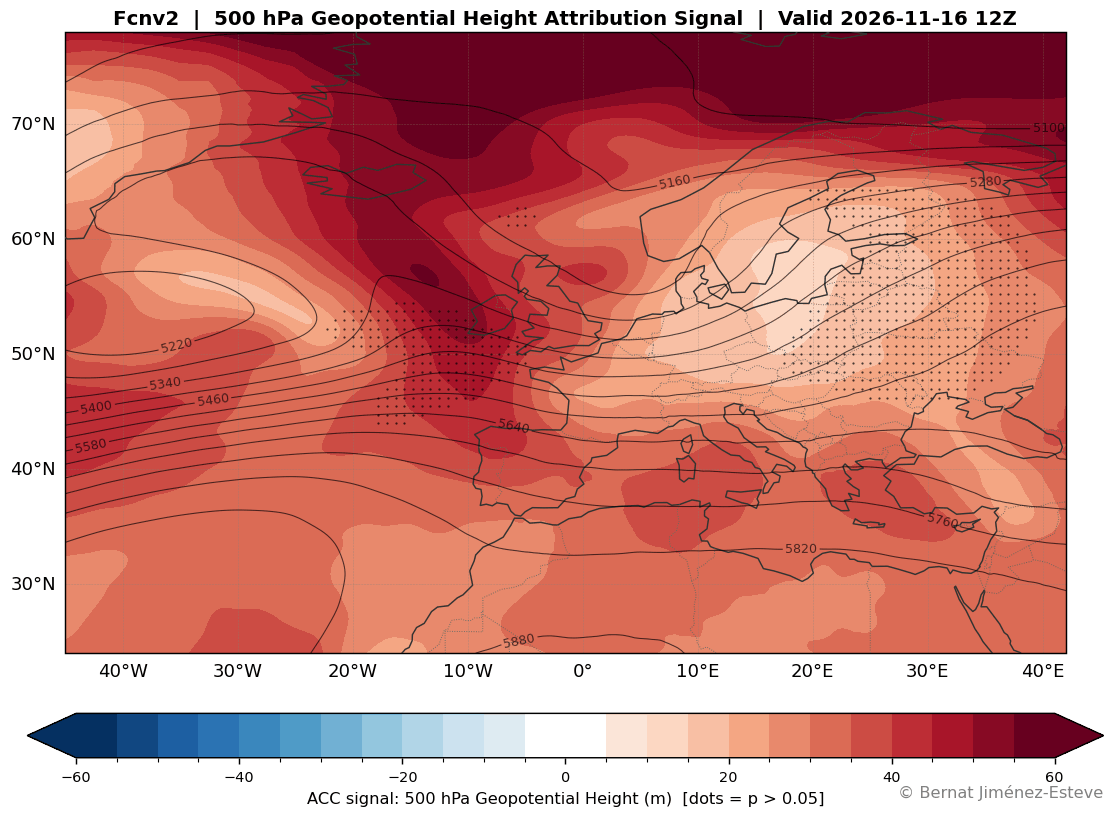 Fcnv2 | 500 hPa Geopotential Height Attribution Signal | Valid 2026-11-16 12Z
70°N
60°N
50°N
40°N
30°N
5100
5160
5280
5220
5340
5400
5460
5580
5640
5760
5820
5880
40°W 30°W 20°W 10°W 0° 10°E 20°E 30°E 40°E
−60 −40 −20 0 20 40 60
ACC signal: 500 hPa Geopotential Height (m) [dots = p > 0.05]
© Bernat Jiménez-Esteve